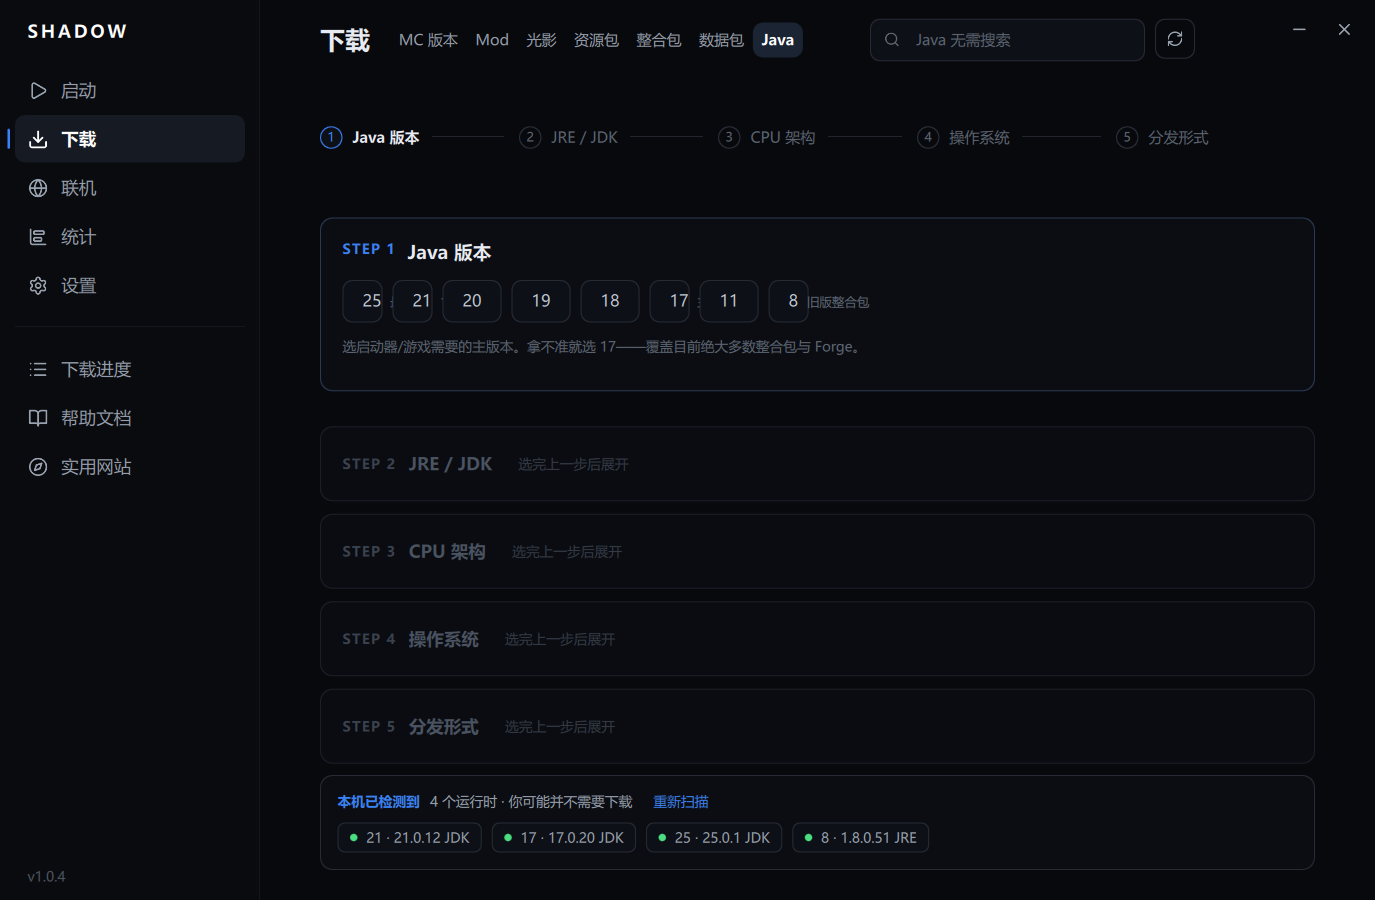 SHADOW
启动
下载
联机
统计
设置
下载进度
帮助文档
实用网站
v1.0.4
下载 MC 版本 Mod 光影 资源包 整合包 数据包 Java
Java 无需搜索
1 Java 版本 2 JRE / JDK 3 CPU 架构 4 操作系统 5 分发形式
STEP 1 Java 版本
25 21 20 19 18 17 11 8 旧版整合包
选启动器/游戏需要的主版本。拿不准就选 17——覆盖目前绝大多数整合包与 Forge。
STEP 2 JRE / JDK 选完上一步后展开
STEP 3 CPU 架构 选完上一步后展开
STEP 4 操作系统 选完上一步后展开
STEP 5 分发形式 选完上一步后展开
本机已检测到 4 个运行时 · 你可能并不需要下载 重新扫描
21 · 21.0.12 JDK 17 · 17.0.20 JDK 25 · 25.0.1 JDK 8 · 1.8.0.51 JRE